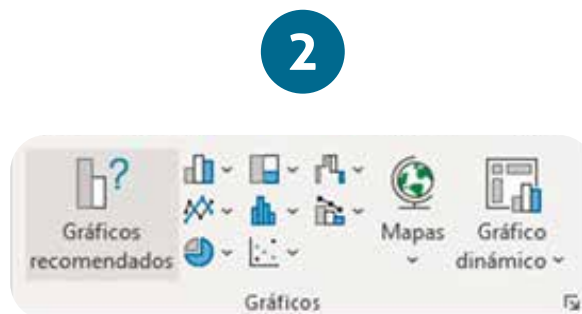 2
Gráficos
recomendados
Mapas
Gráfico
dinámico
Gráficos